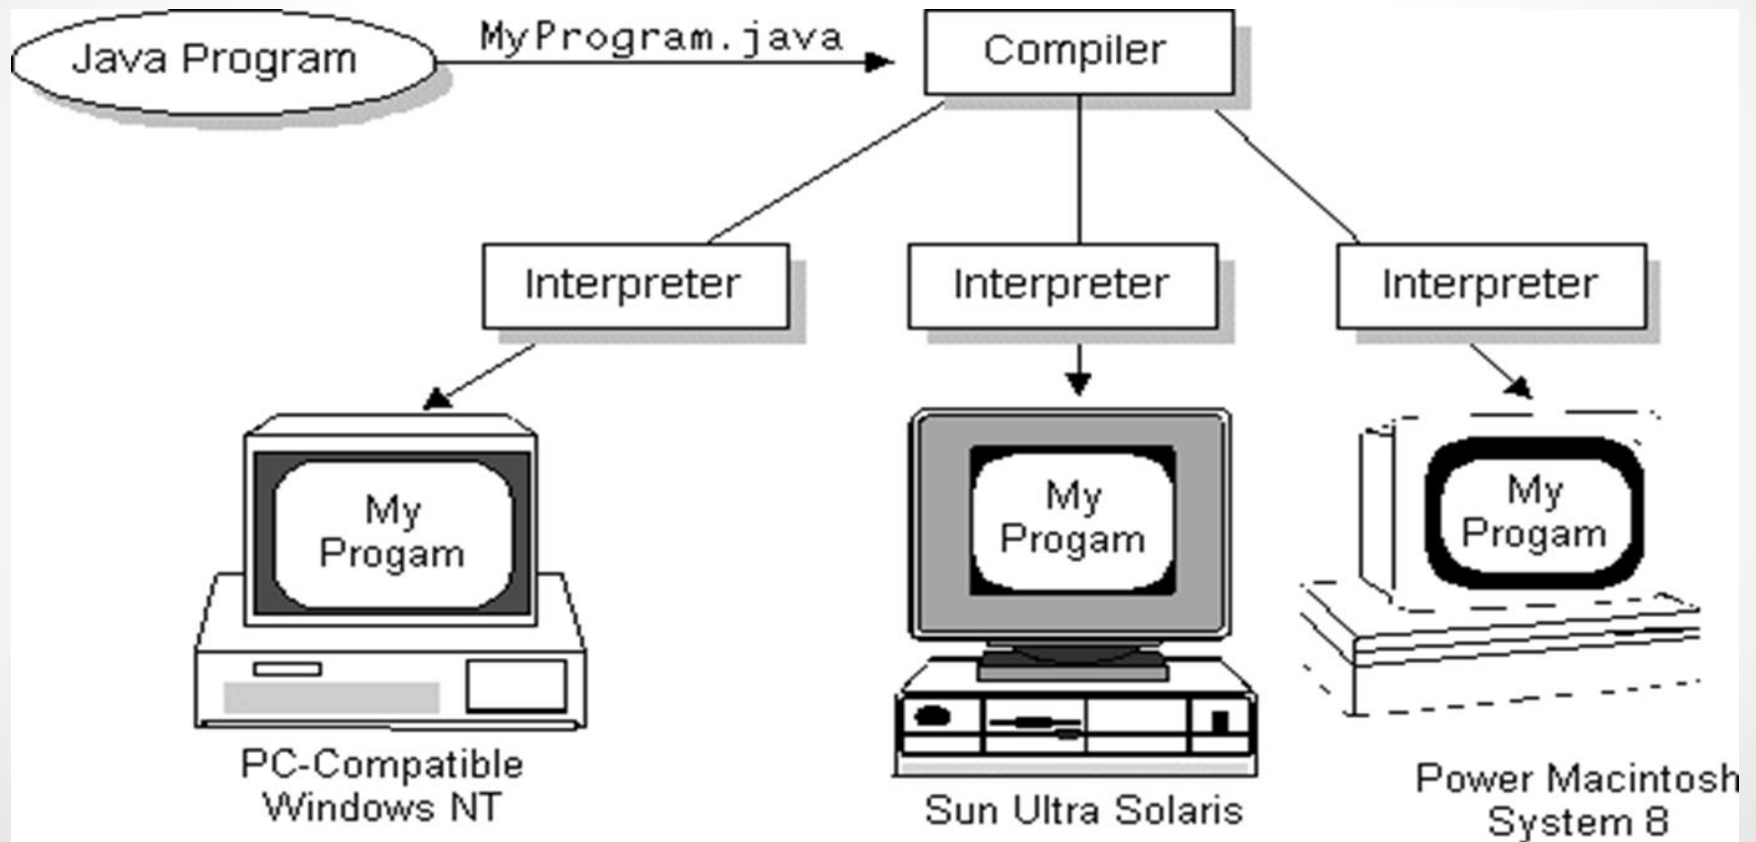 Java Program
MyProgram.java
Compiler
Interpreter
Interpreter
Interpreter
My
Progam
My
Progam
My
Progam
PC-Compatible
Windows NT
Sun Ultra Solaris
Power Macintosh
System 8